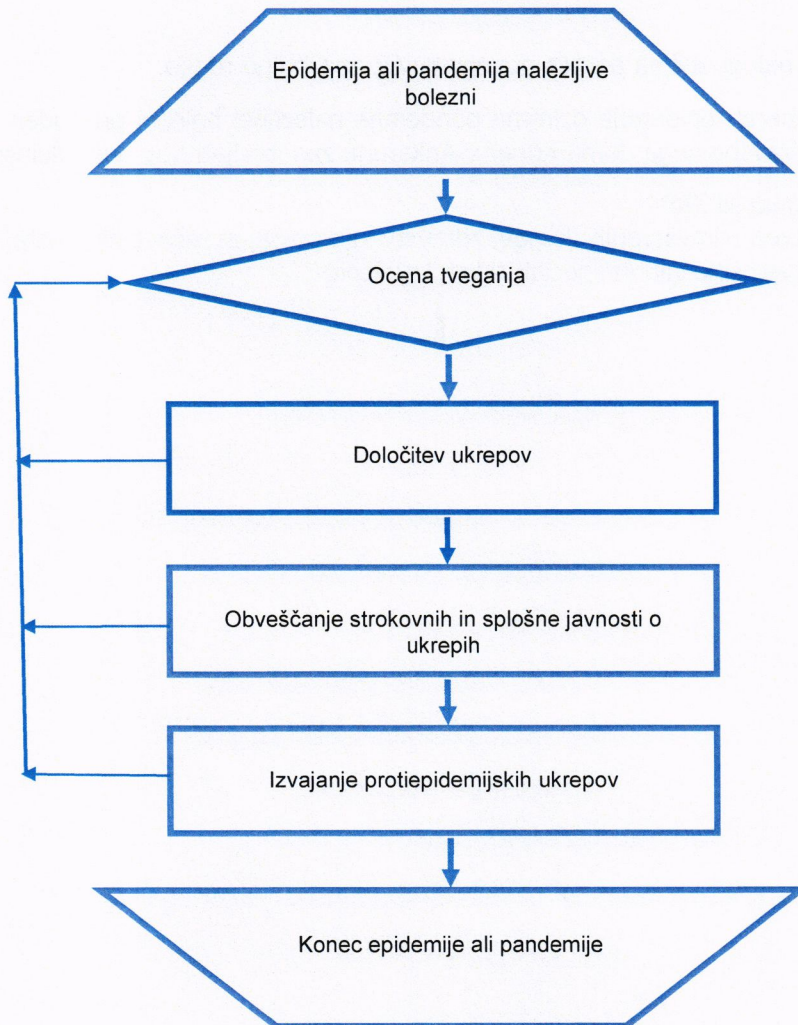 Epidemija ali pandemija nalezljive
bolezni
Ocena tveganja
Določitev ukrepov
Obveščanje strokovnih in splošne javnosti o
ukrepih
Izvajanje protiepidemijskih ukrepov
Konec epidemije ali pandemije